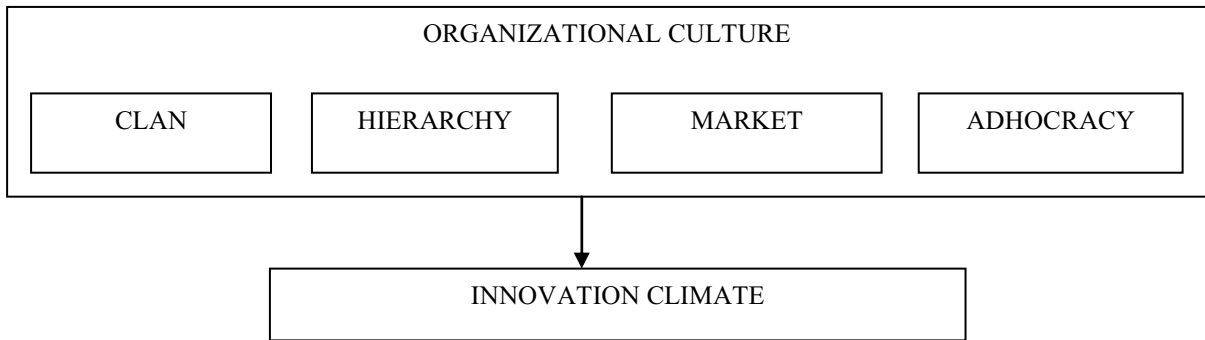 ORGANIZATIONAL CULTURE
CLAN HIERARCHY MARKET ADHOCRACY
INNOVATION CLIMATE